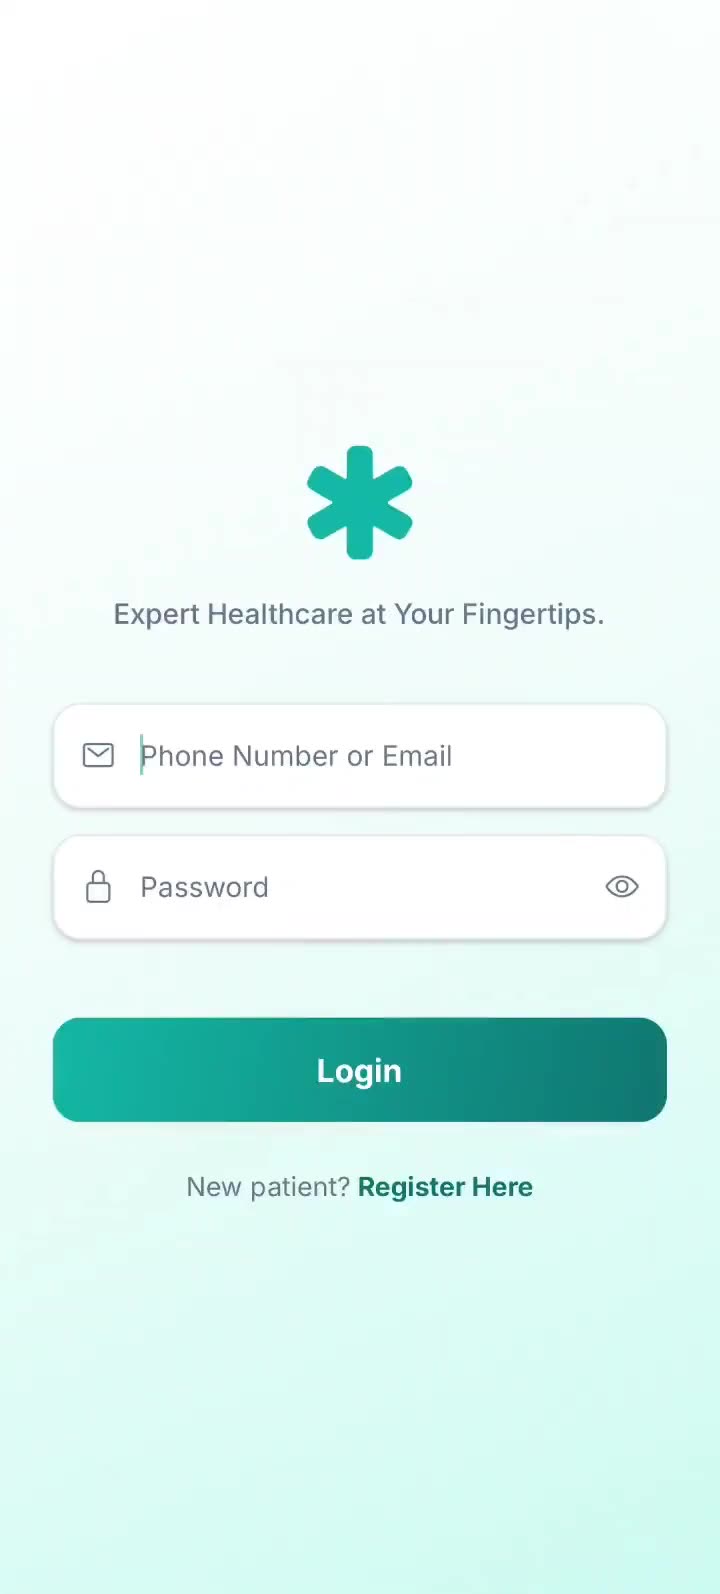 Expert Healthcare at Your Fingertips.
Phone Number or Email
Password
Login
New patient? Register Here